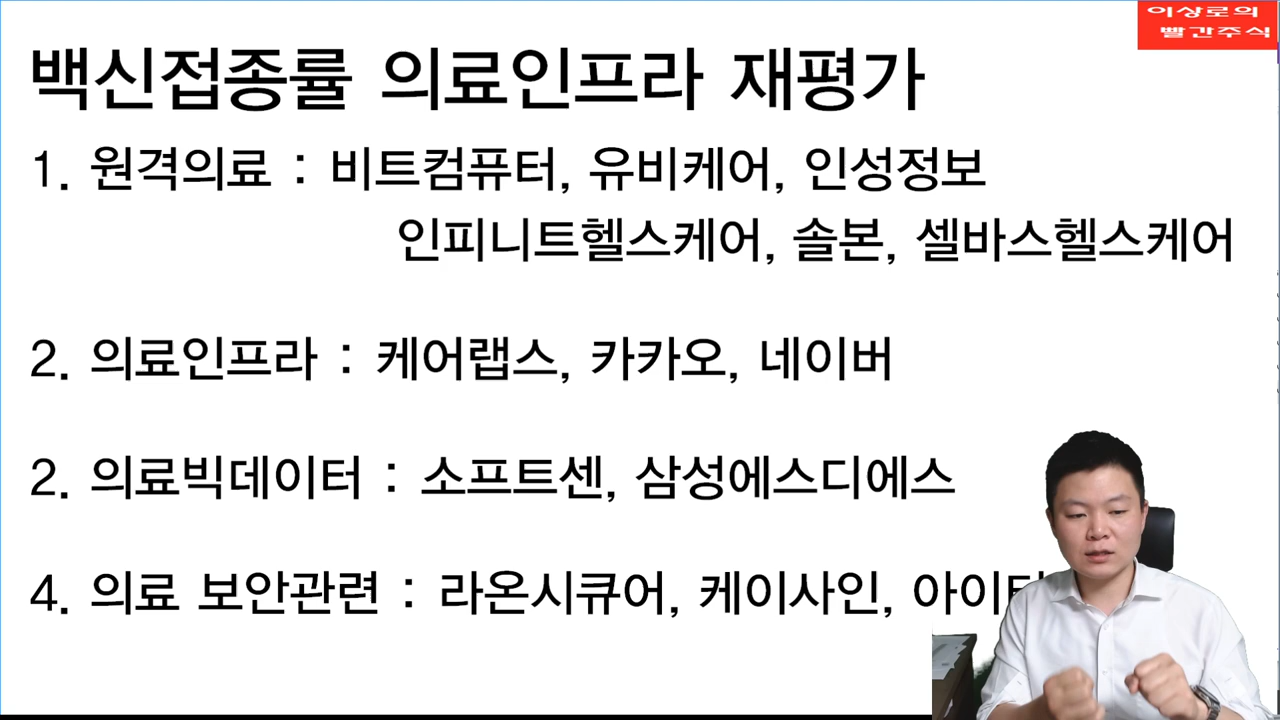 이상로의
빨간주식
백신접종률 의료인프라 재평가
1. 원격의료 : 비트컴퓨터, 유비케어, 인성정보
인피니트헬스케어, 솔본, 셀바스헬스케어
2. 의료인프라 : 케어랩스, 카카오, 네이버
2. 의료빅데이터 : 소프트센, 삼성에스디에스
4. 의료 보안관련 : 라온시큐어, 케이사인,